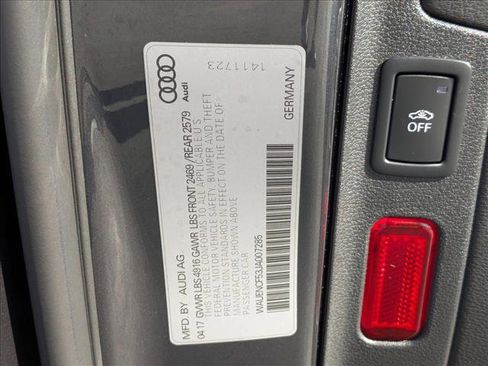 Audi
1411723
MFD. BY AUDI AG
04 17 GVWR LBS 4916 GAWR LBS FRONT 2469 / REAR 2579
THIS VEHICLE CONFORMS TO ALL APPLICABLE U.S.
FEDERAL MOTOR VEHICLE SAFETY, BUMPER AND THEFT
PREVENTION STANDARDS IN EFFECT ON THE DATE OF
MANUFACTURE SHOWN ABOVE
PASSENGER CAR
WAUENCF53JA007285
GERMANY
OFF